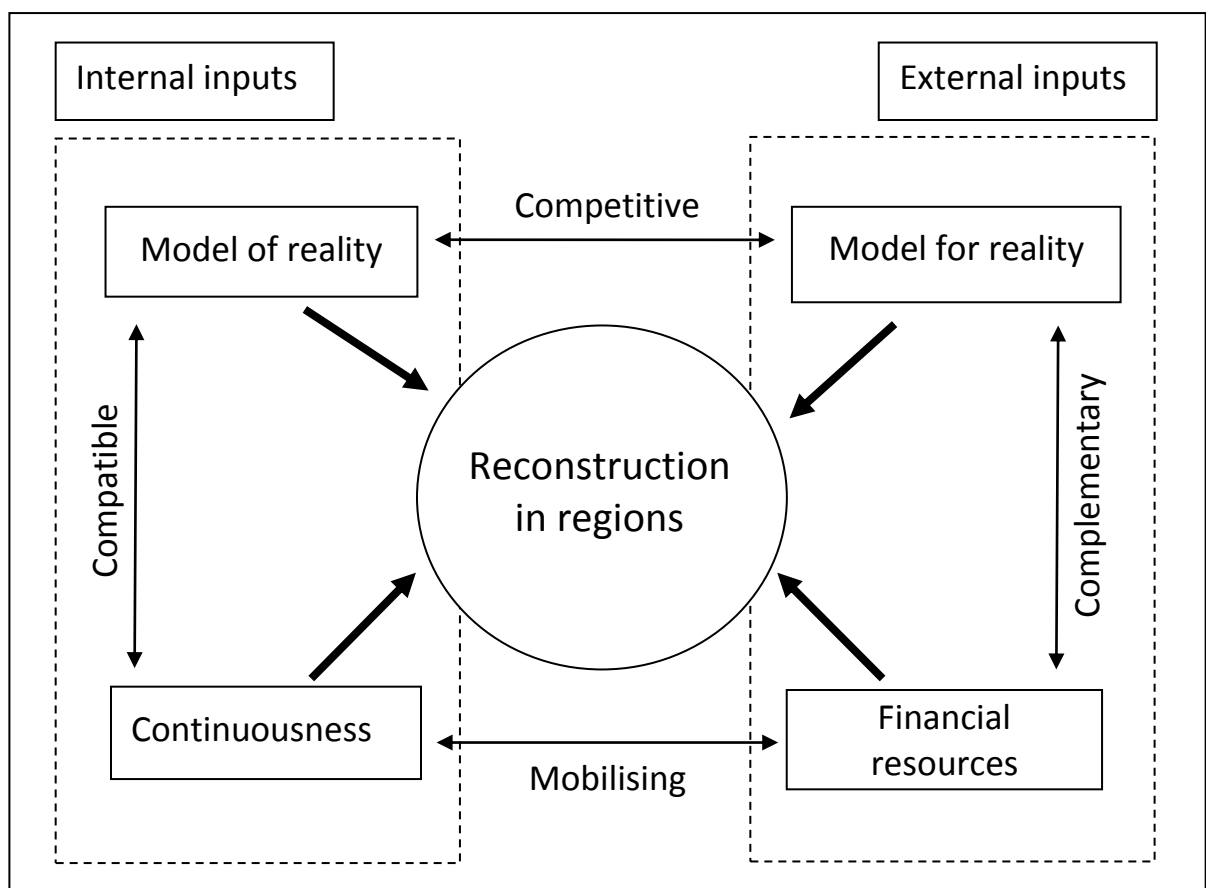 Internal inputs
External inputs
Competitive
Model of reality
Model for reality
Compatible
Reconstruction
in regions
Complementary
Continuousness
Financial
resources
Mobilising